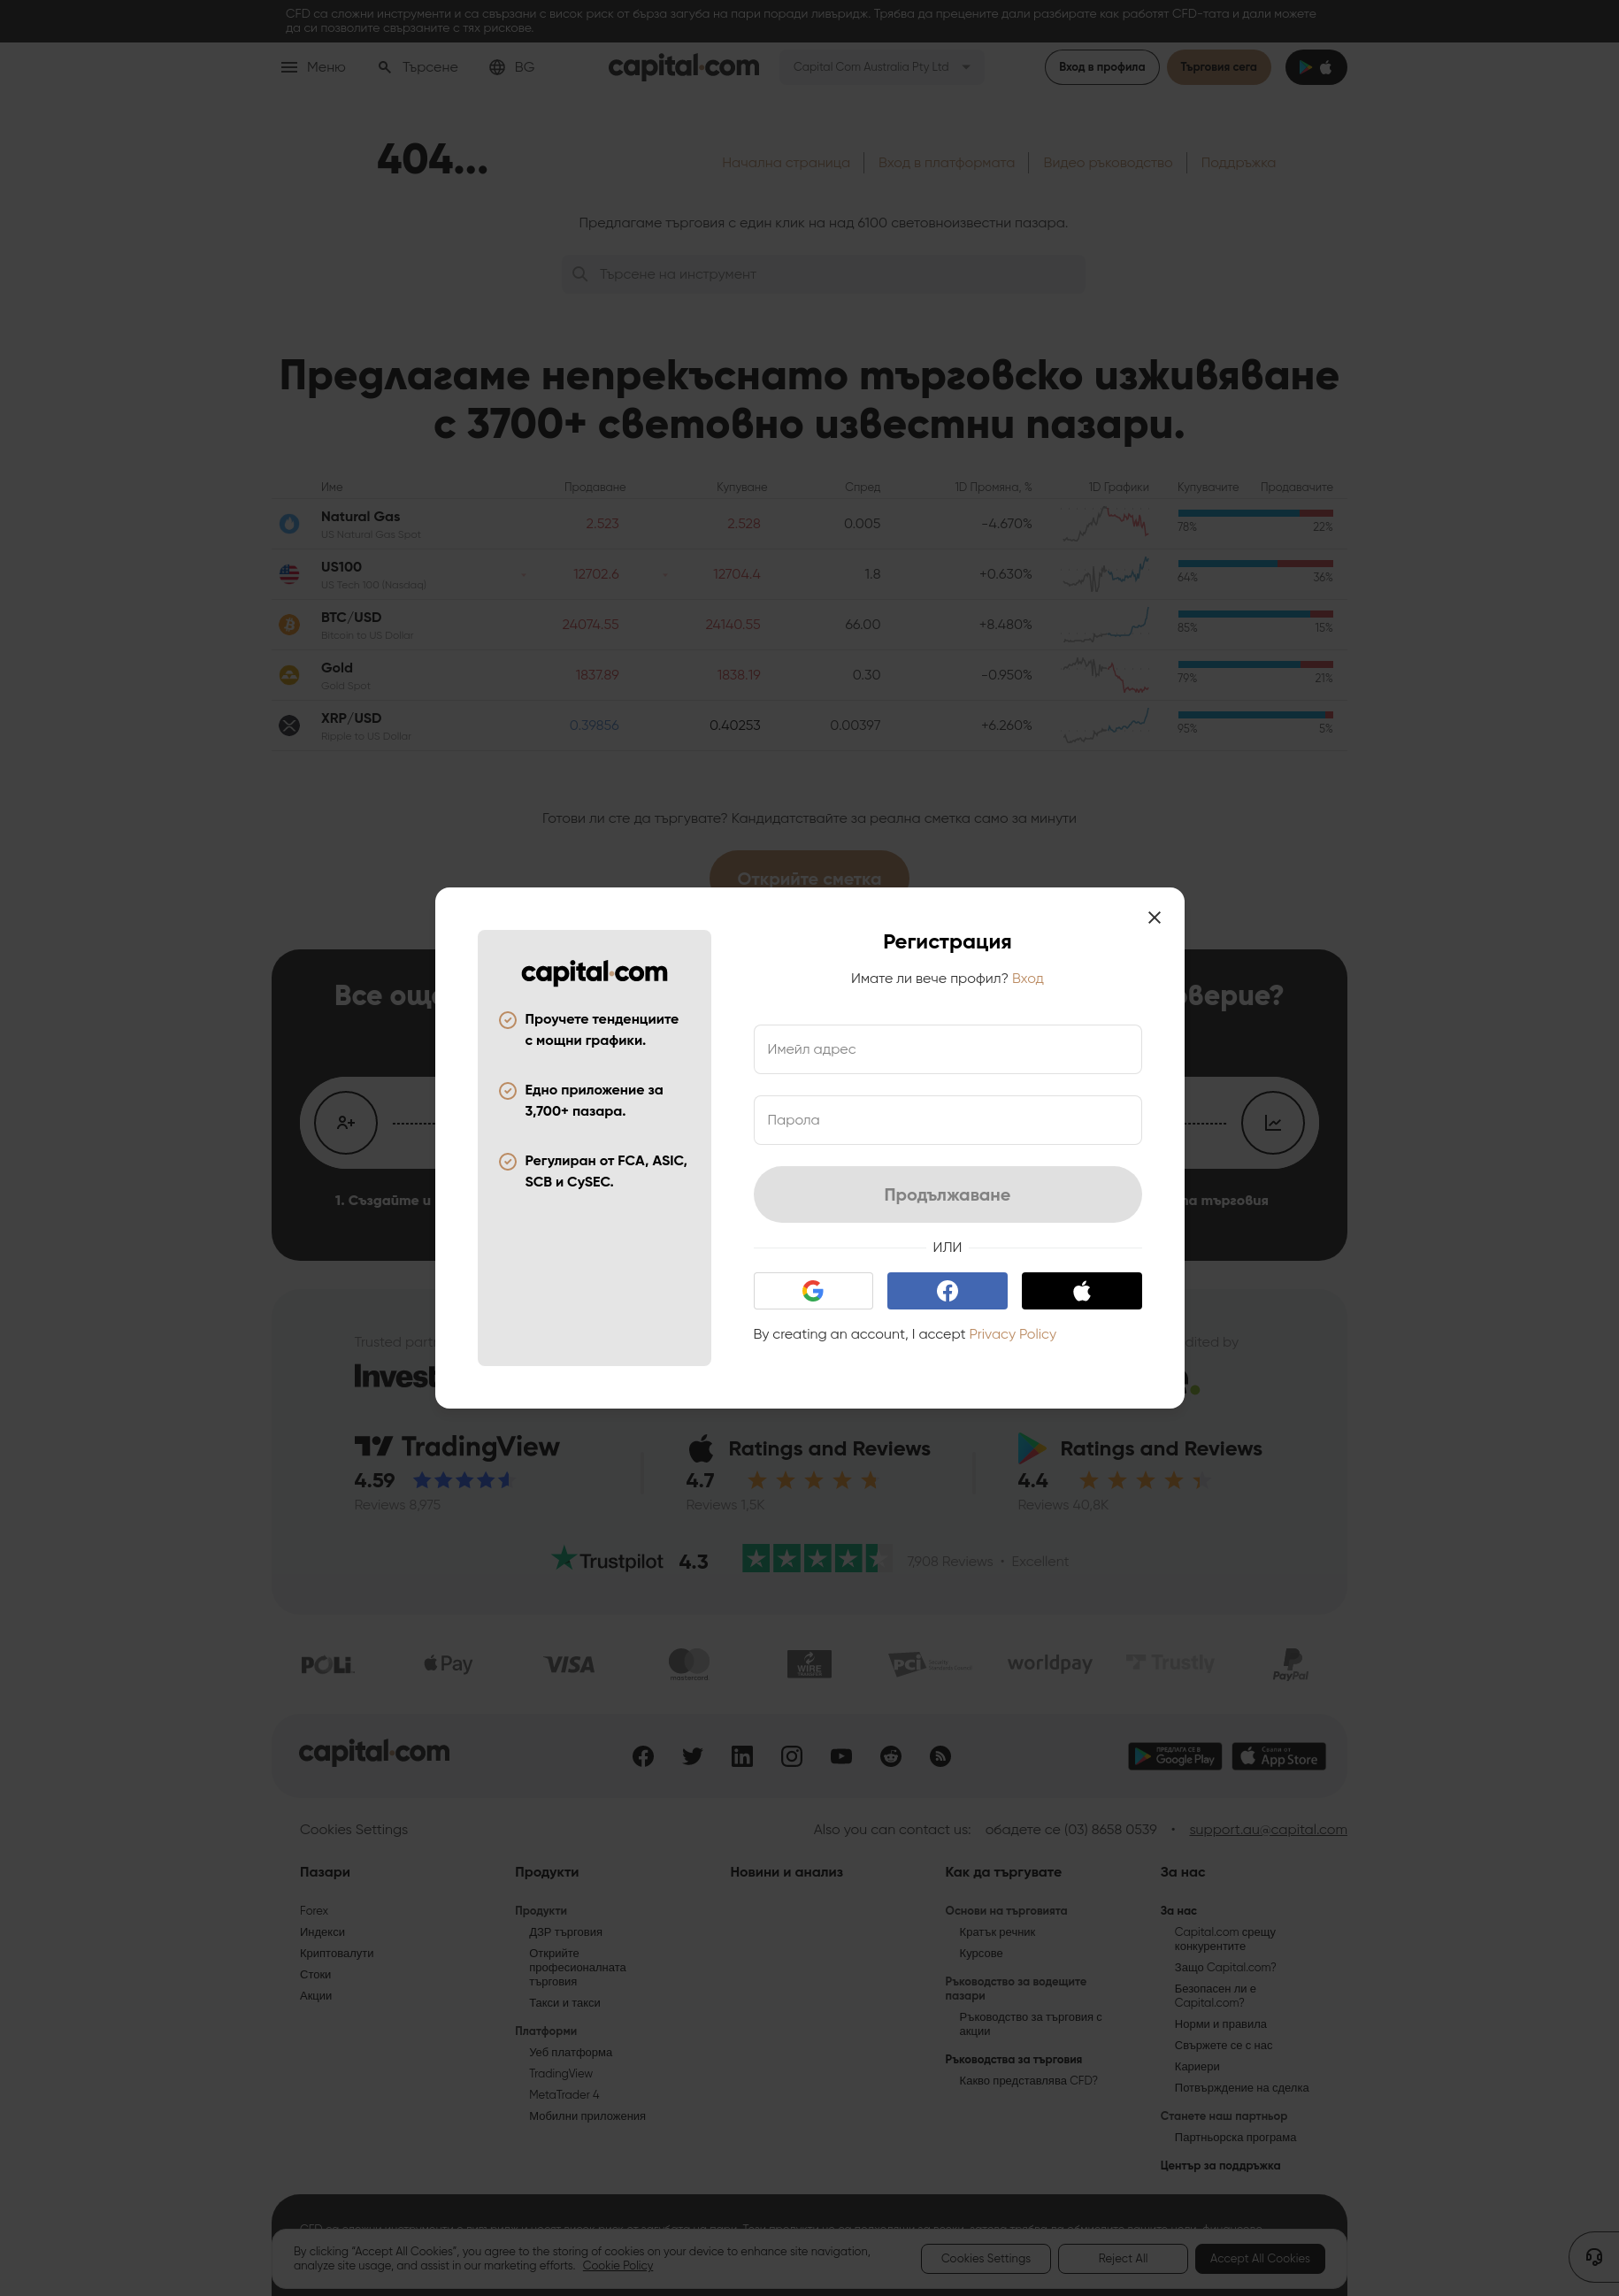 CFD са сложни инструменти и са свързани с висок риск от бърза загуба на пари поради ливъридж. Трябва да прецените дали разбирате как работят CFD-тата и дали можете
да си позволите свързаните с тях рискове.
Меню
Търсене
BG
capital.com
Capital Com Australia Pty Ltd
Вход в профила
Търговия сега
404...
Начална страница
Вход в платформата
Видео ръководство
Поддръжка
Предлагаме търговия с един клик на над 6100 световноизвестни пазара.
Търсене на инструмент
Предлагаме непрекъснато търговско изживяване
с 3700+ световно известни пазари.
Име Продаване Купуване Спред 1D Промяна, % 1D Графики Купувачите Продавачите
Natural Gas 2.523 2.528 0.005 -4.670% 78% 22%
US Natural Gas Spot
US100 12702.6 12704.4 1.8 +0.630% 64% 36%
US Tech 100 (Nasdaq)
BTC/USD 24074.55 24140.55 66.00 +8.480% 85% 15%
Bitcoin to US Dollar
Gold 1837.89 1838.19 0.30 -0.950% 79% 21%
Gold Spot
XRP/USD 0.39856 0.40253 0.00397 +6.260% 95% 5%
Ripple to US Dollar
Готови ли сте да търгувате? Кандидатствайте за реална сметка само за минути
Открийте сметка
capital.com
Проучете тенденциите
с мощни графики.
Едно приложение за
3,700+ пазара.
Регулиран от FCA, ASIC,
SCB и CySEC.
Регистрация
Имате ли вече профил? Вход
Имейл адрес
Парола
Продължаване
ИЛИ
By creating an account, I accept Privacy Policy
Все
1. Създайте и
търговия
Trusted
TradingView
4.59
Reviews 8,975
Ratings and Reviews
4.7
Reviews 1,5K
Ratings and Reviews
4.4
Reviews 40,8K
Trustpilot 4.3 7,908 Reviews • Excellent
POLi
Pay
VISA
mastercard
WIRE
PCI
worldpay
Trustly
PayPal
capital.com
ПРЕДЛАГА СЕ В
Google Play
Свали от
App Store
Cookies Settings
Also you can contact us: обадете се (03) 8658 0539 • support.au@capital.com
Пазари
Forex
Индекси
Криптовалути
Стоки
Акции
Продукти
Продукти
ДЗР търговия
Открийте
професионалната
търговия
Такси и такси
Платформи
Уеб платформа
TradingView
MetaTrader 4
Мобилни приложения
Новини и анализ
Как да търгувате
Основи на търговията
Кратък речник
Курсове
Ръководство за водещите
пазари
Ръководство за търговия с
акции
Ръководства за търговия
Какво представлява CFD?
За нас
За нас
Capital.com срещу
конкурентите
Защо Capital.com?
Безопасен ли е
Capital.com?
Норми и правила
Свържете се с нас
Кариери
Потвърждение на сделка
Станете наш партньор
Партньорска програма
Център за поддръжка
By clicking “Accept All Cookies”, you agree to the storing of cookies on your device to enhance site navigation,
analyze site usage, and assist in our marketing efforts. Cookie Policy
Cookies Settings
Reject All
Accept All Cookies